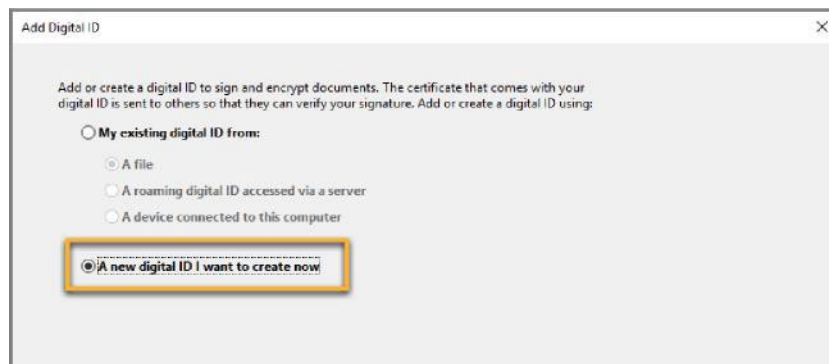 Add Digital ID
Add or create a digital ID to sign and encrypt documents. The certificate that comes with your
digital ID is sent to others so that they can verify your signature. Add or create a digital ID using:
My existing digital ID from:
A file
A roaming digital ID accessed via a server
A device connected to this computer
A new digital ID I want to create now